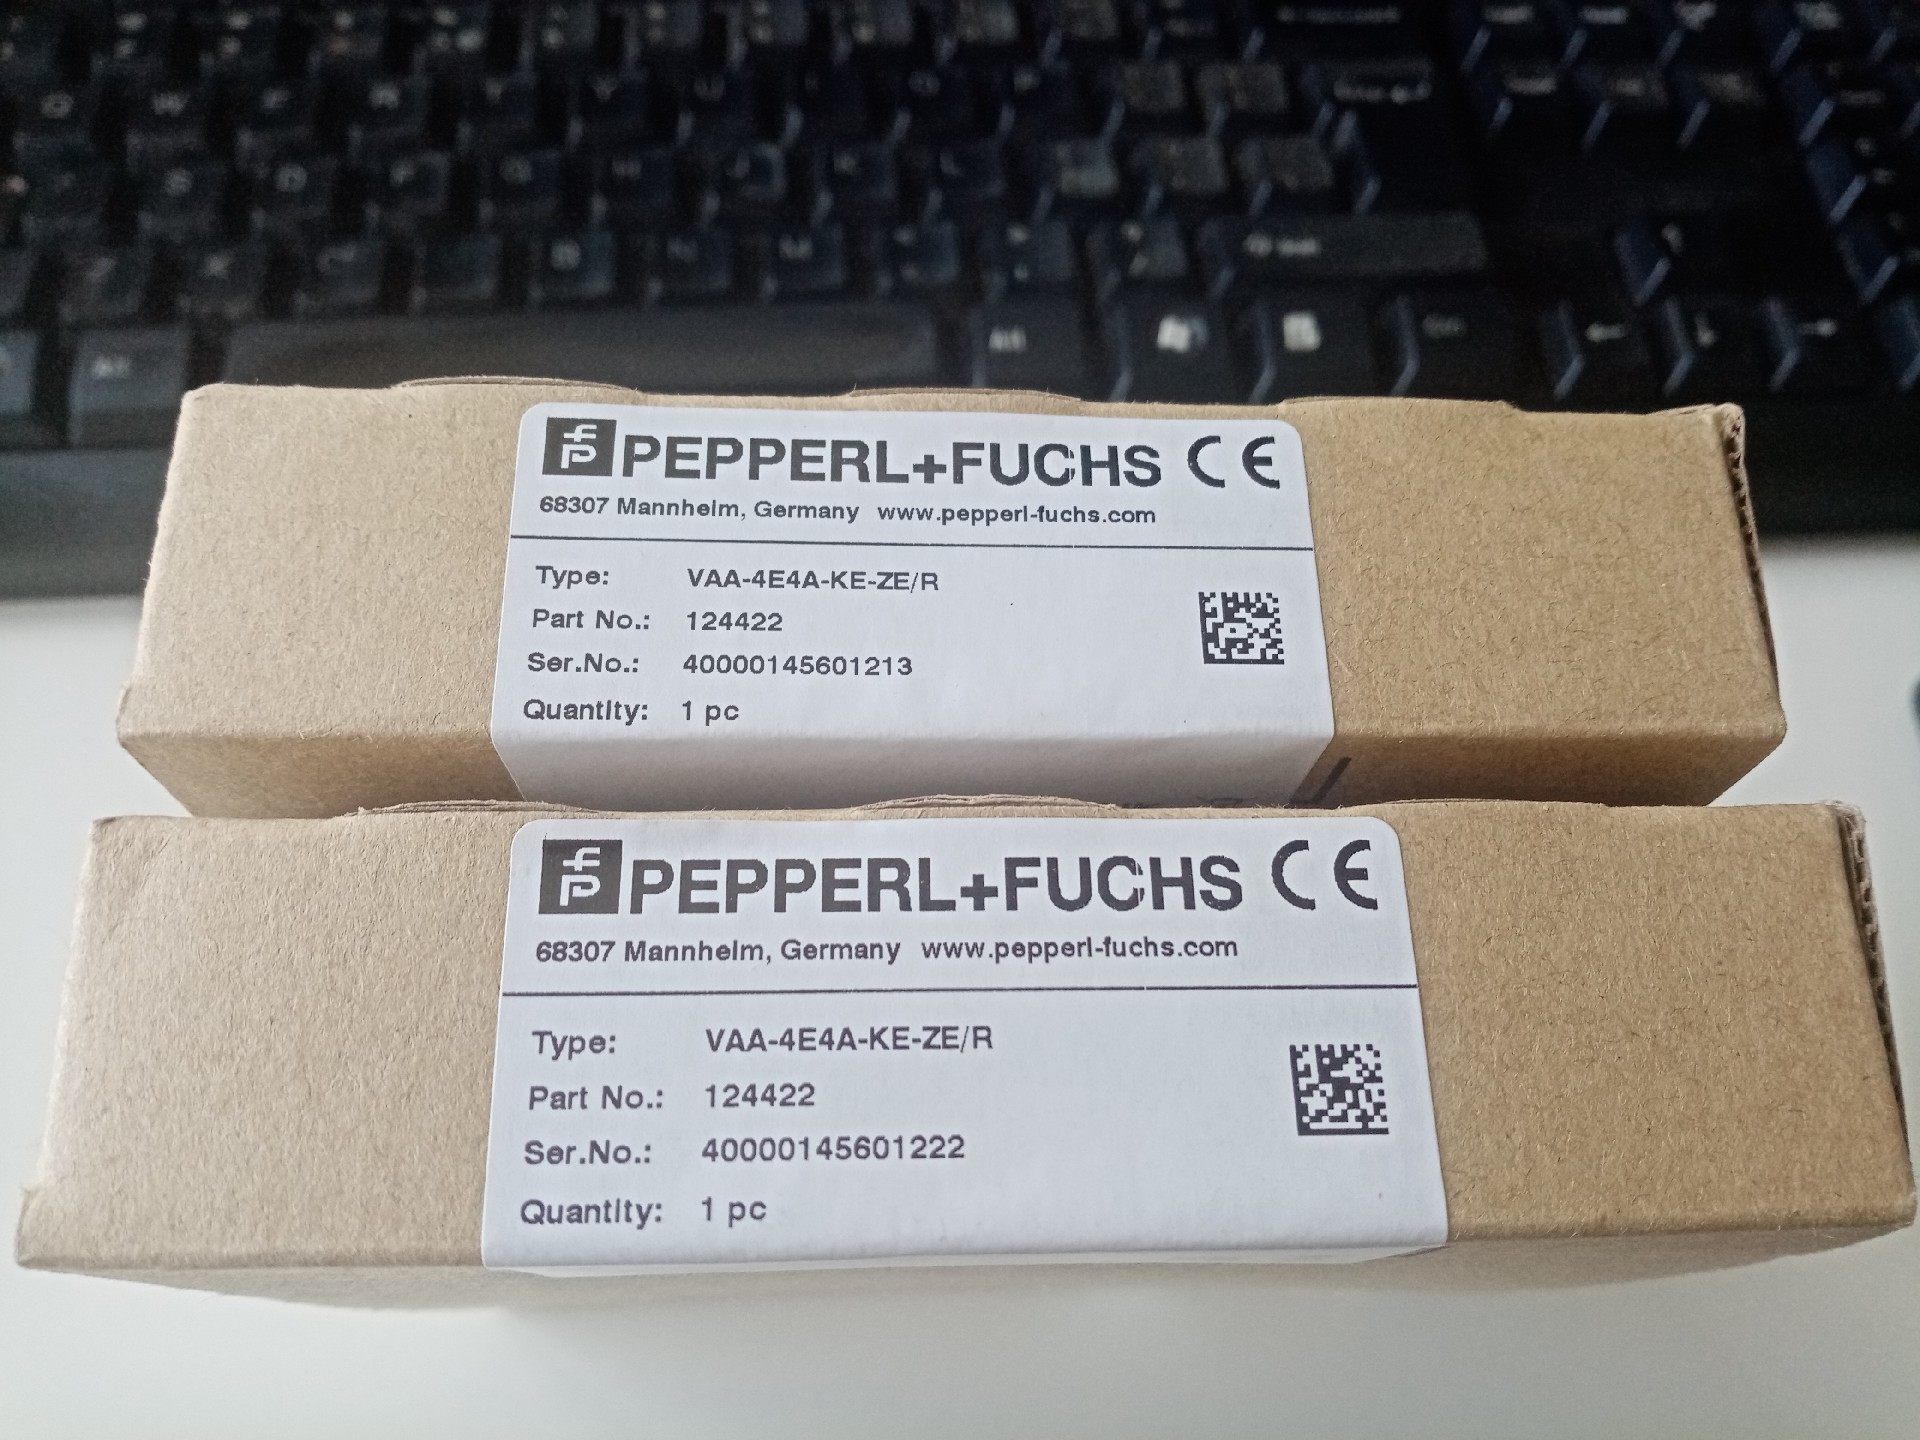 PEPPERL+FUCHS CE
68307 Mannheim, Germany www.pepperl-fuchs.com
Type: VAA-4E4A-KE-ZE/R
Part No.: 124422
Ser.No.: 40000145601213
Quantity: 1 pc
PEPPERL+FUCHS CE
68307 Mannheim, Germany www.pepperl-fuchs.com
Type: VAA-4E4A-KE-ZE/R
Part No.: 124422
Ser.No.: 40000145601222
Quantity: 1 pc